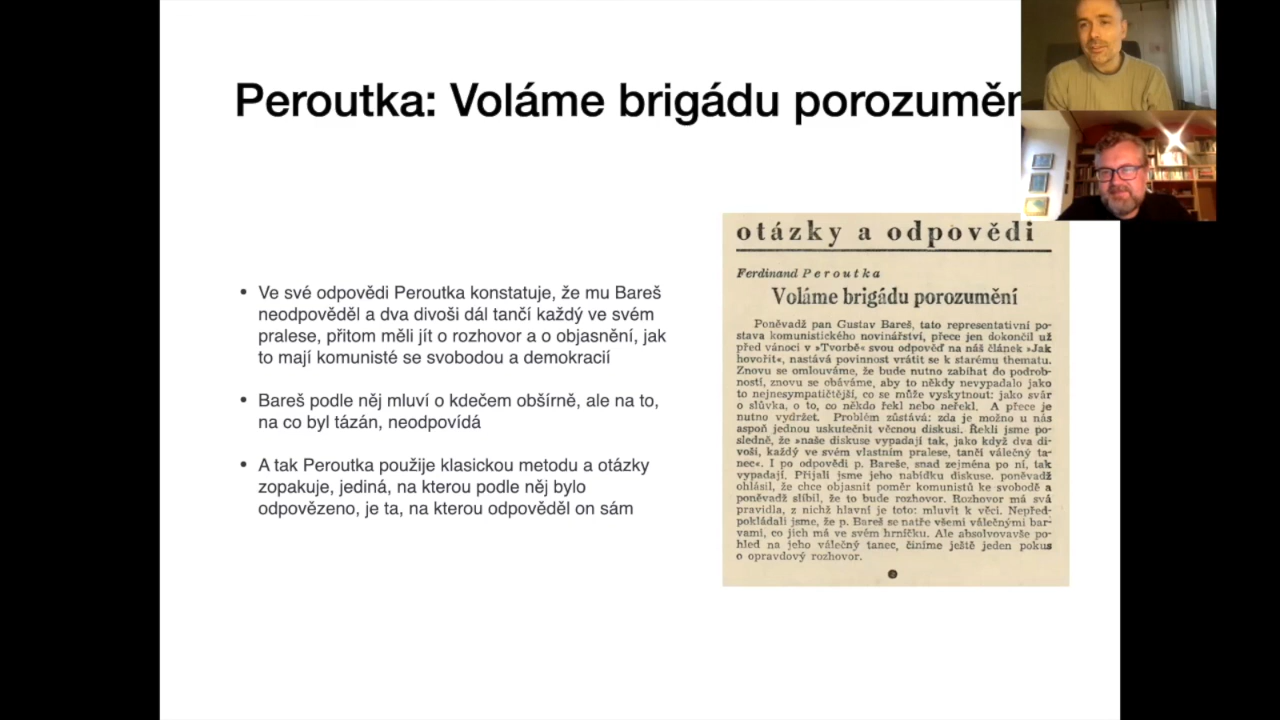 Peroutka: Voláme brigádu porozuměn
• Ve své odpovědi Peroutka konstatuje, že mu Bareš
neodpověděl a dva divoši dál tančí každý ve svém
pralese, přitom měli jít o rozhovor a o objasnění, jak
to mají komunisté se svobodou a demokracií
• Bareš podle něj mluví o kdečem obšírně, ale na to,
na co byl tázán, neodpovídá
• A tak Peroutka použije klasickou metodu a otázky
zopakuje, jediná, na kterou podle něj bylo
odpovězeno, je ta, na kterou odpověděl on sám
otázky a odpovědi
Ferdinand Peroutka
Voláme brigádu porozumění
Poněvadž pan Gustav Bareš, tato representativní po-
stava komunistického novinářství, přece jen dokončil už
před vánoci v »Tvorbě« svou odpověď na náš článek »Jak
hovořit«, nastává povinnost vrátit se k starému thematu.
Znovu se omlouváme, že bude nutno zabíhat do podrob-
ností, znovu se obáváme, aby to někdy nevypadalo jako
to nejnesympatičtější, co se může vyskytnout: jako svár
o slůvka, o to, co někdo řekl nebo neřekl. A přece je
nutno vydržet. Problém zůstává: zda je možno u nás
aspoň jednou uskutečnit věcnou diskusi. Řekli jsme po-
sledně, že »naše diskuse vypadají tak, jako když dva di-
voši, každý ve svém vlastním pralese, tančí válečný ta-
nec«. I po odpovědi p. Bareše, snad zejména po ní, tak
vypadají. Přijali jsme jeho nabídku diskuse, poněvadž
ohlásil, že chce objasnit poměr komunistů ke svobodě a
poněvadž slíbil, že to bude rozhovor. Rozhovor má svá
pravidla, z nichž hlavní je toto: mluvit k věci. Nepřed-
pokládali jsme, že p. Bareš se natře všemi válečnými bar-
vami, co jich má ve svém hrníčku. Ale absolvovavše po-
hled na jeho válečný tanec, činíme ještě jeden pokus
o opravdový rozhovor.